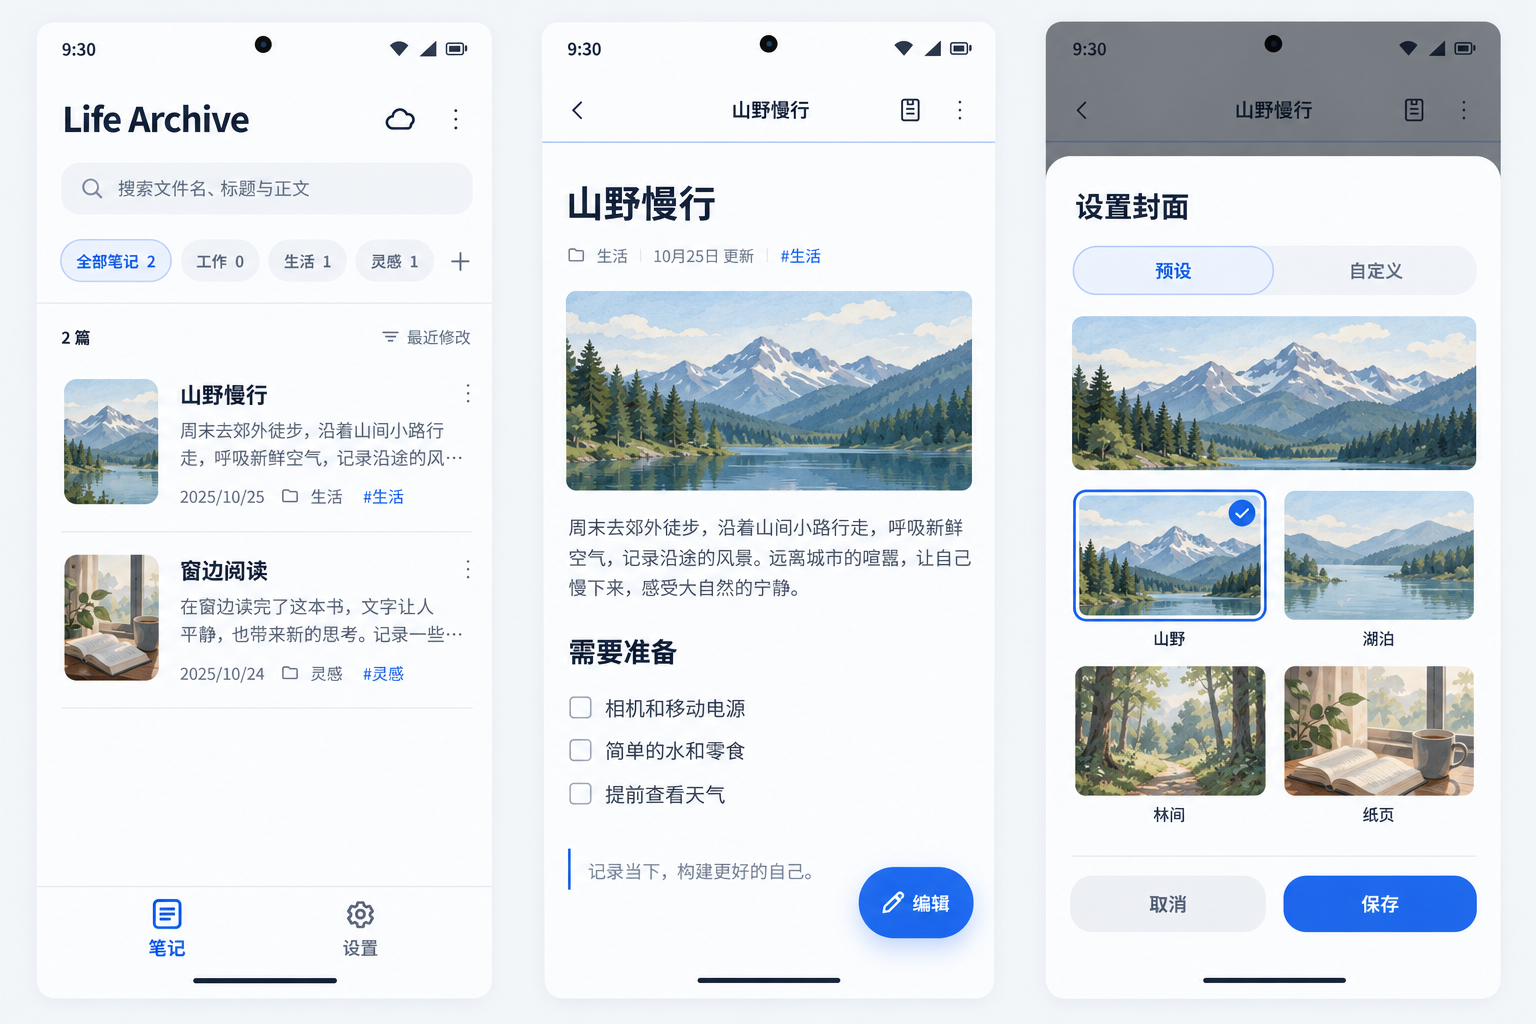 9:30
Life Archive
搜索文件名、标题与正文
全部笔记 2
工作 0
生活 1
灵感 1
2 篇
最近修改
山野慢行
周末去郊外徒步，沿着山间小路行
走，呼吸新鲜空气，记录沿途的风…
2025/10/25 生活 #生活
窗边阅读
在窗边读完了这本书，文字让人
平静，也带来新的思考。记录一些…
2025/10/24 灵感 #灵感
笔记
设置
9:30
山野慢行
山野慢行
生活 10月25日 更新 #生活
周末去郊外徒步，沿着山间小路行走，呼吸新鲜
空气，记录沿途的风景。远离城市的喧嚣，让自己
慢下来，感受大自然的宁静。
需要准备
相机和移动电源
简单的水和零食
提前查看天气
记录当下，构建更好的自己。
编辑
9:30
山野慢行
设置封面
预设
自定义
山野
湖泊
林间
纸页
取消
保存